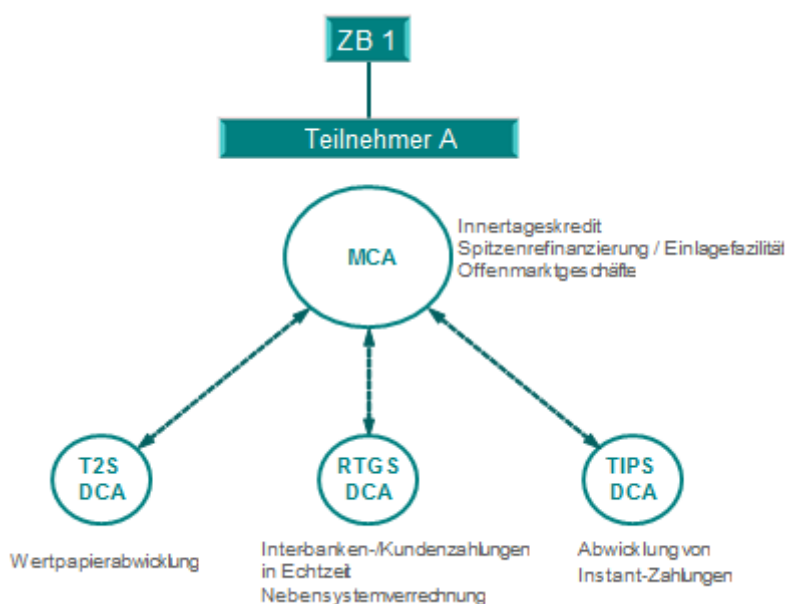 ZB 1
Teilnehmer A
MCA
Innertageskredit
Spitzenrefinanzierung / Einlagefazilität
Offenmarktgeschäfte
T2S
DCA
Wertpapierabwicklung
RTGS
DCA
Interbanken-/Kundenzahlungen
in Echtzeit
Nebensystemverrechnung
TIPS
DCA
Abwicklung von
Instant-Zahlungen